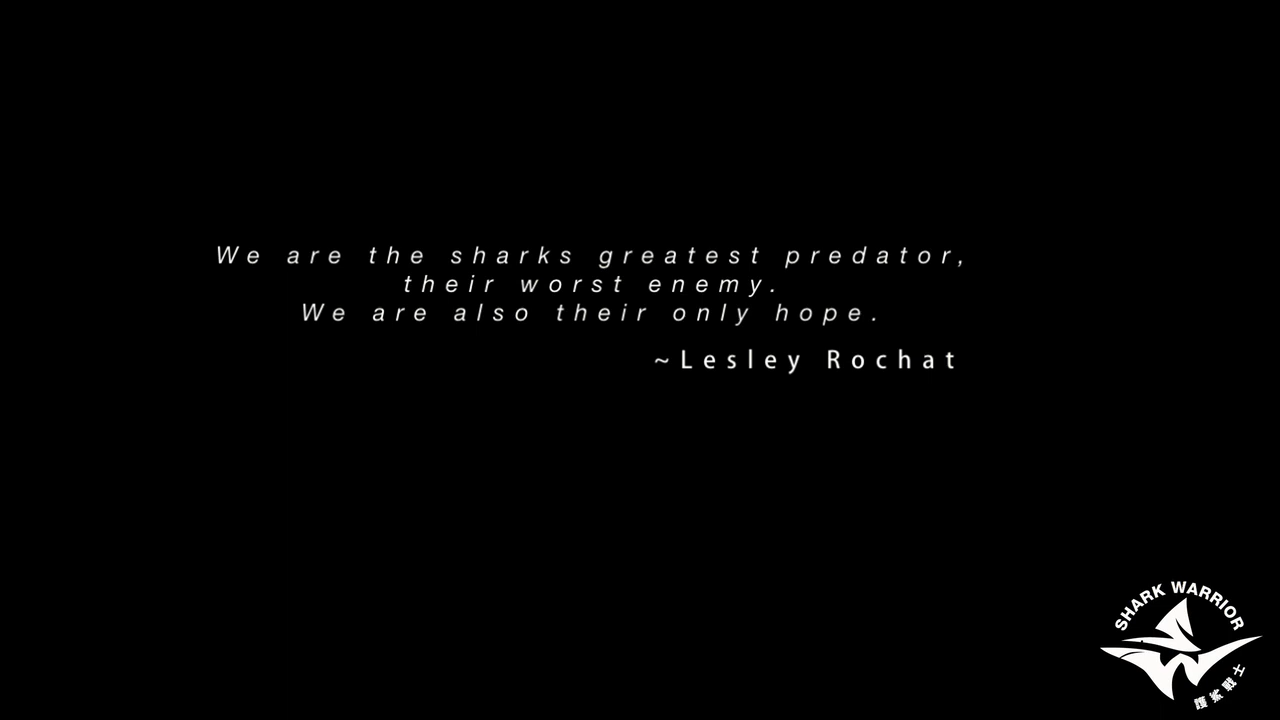 We are the sharks greatest predator,
their worst enemy.
We are also their only hope.
~Lesley Rochat
SHARK WARRIOR
護鯊戰士